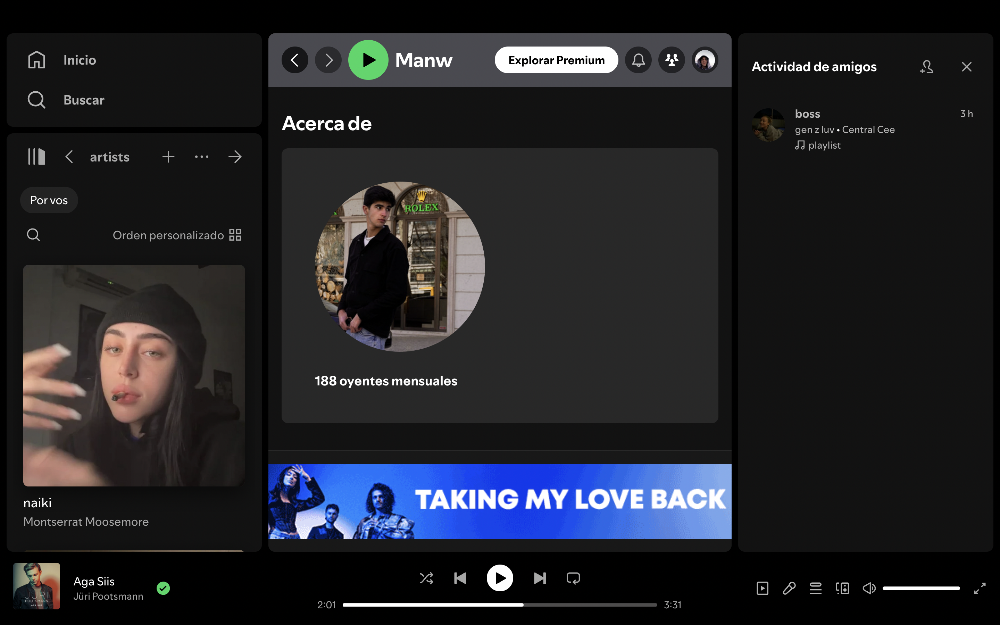 Inicio
Buscar
artists
Por vos
Orden personalizado
naiki
Montserrat Moosemore
Manw
Explorar Premium
Acerca de
ROLEX
188 oyentes mensuales
TAKING MY LOVE BACK
Actividad de amigos
boss
3 h
gen z luv • Central Cee
playlist
JÜRI
POOTSMANN
AGA SIIS
Aga Siis
Jüri Pootsmann
2:01
3:31